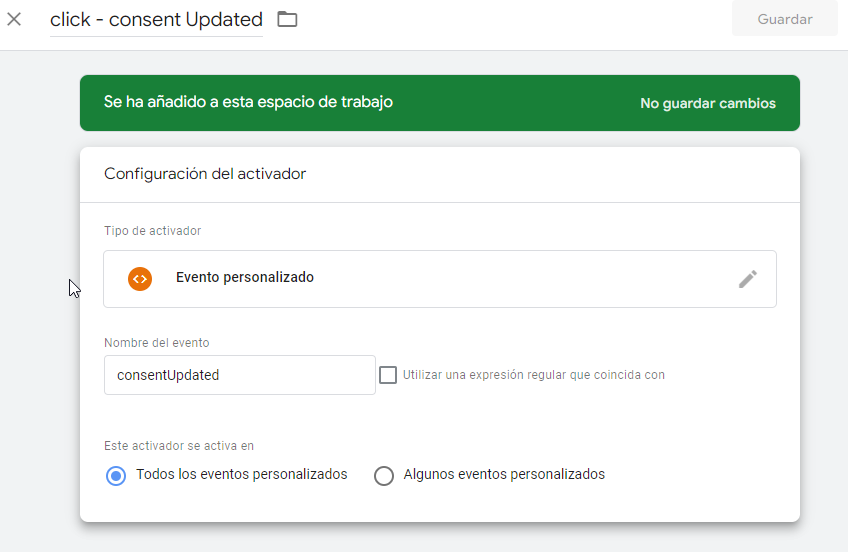 click - consent Updated
Guardar
Se ha añadido a esta espacio de trabajo
No guardar cambios
Configuración del activador
Tipo de activador
Evento personalizado
Nombre del evento
consentUpdated
Utilizar una expresión regular que coincida con
Este activador se activa en
Todos los eventos personalizados
Algunos eventos personalizados